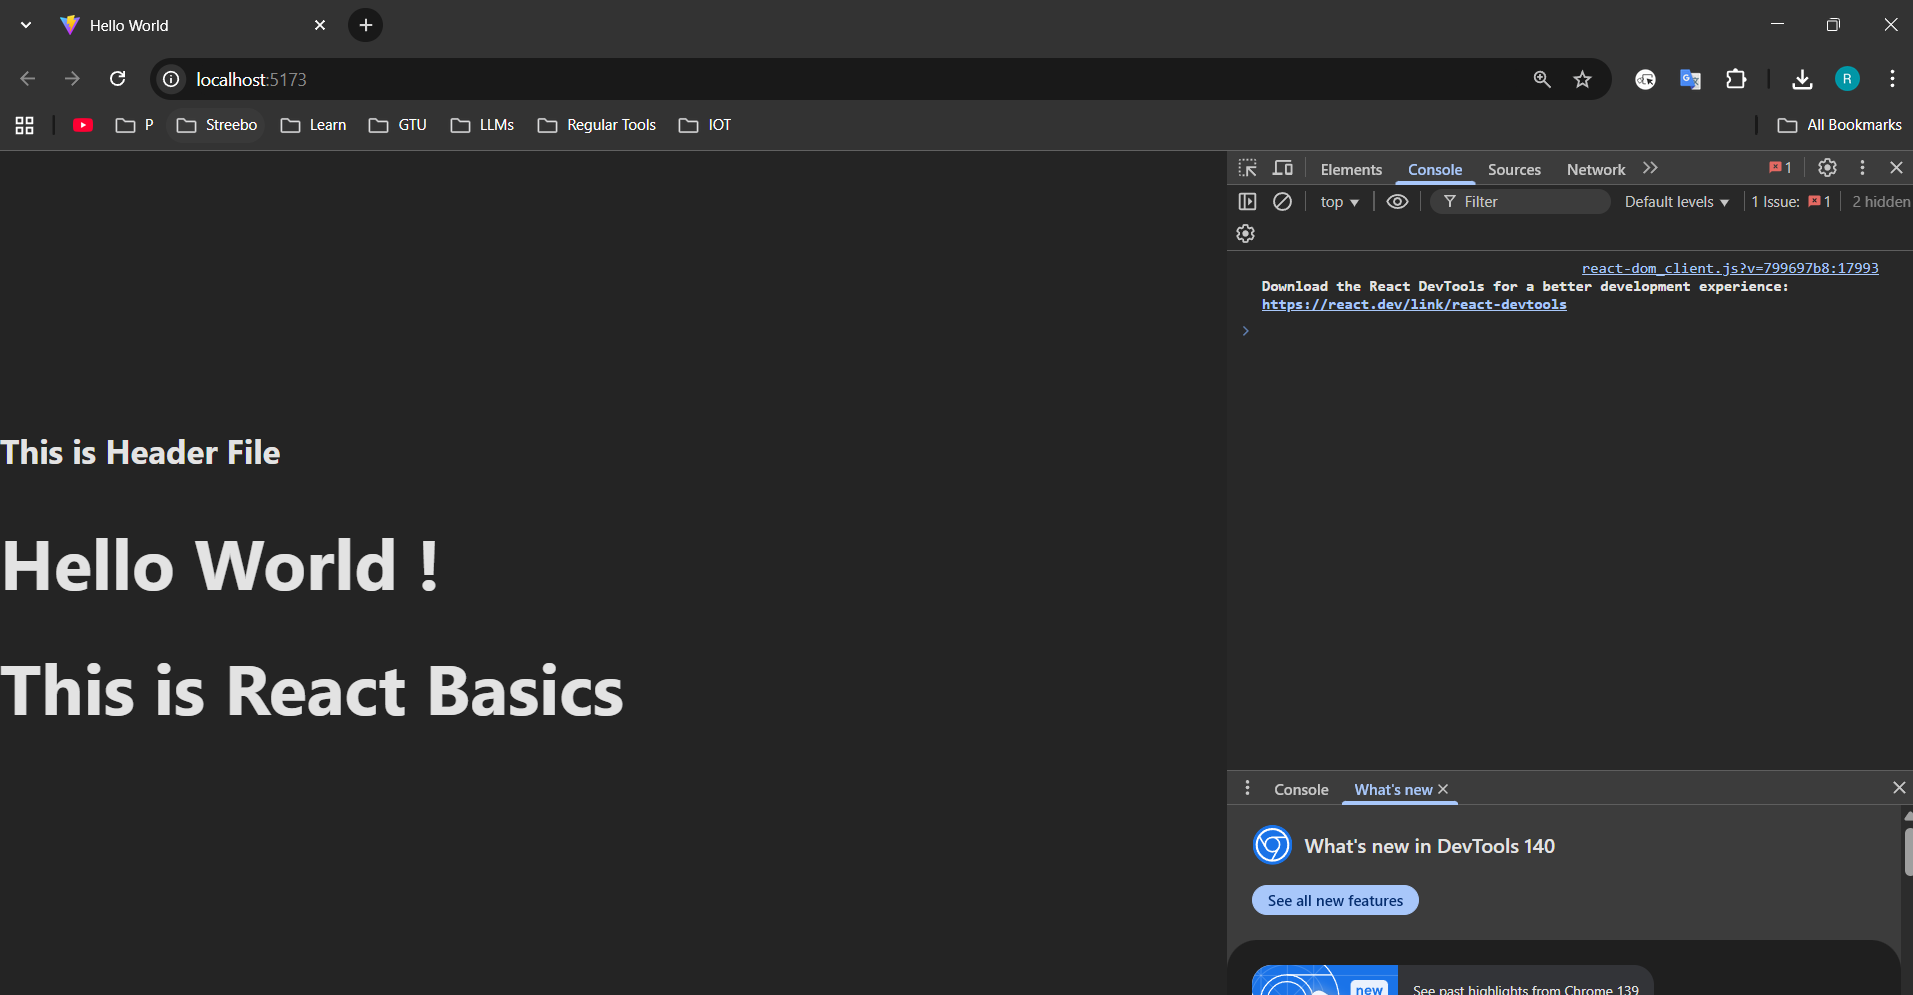 Hello World
localhost:5173
R
P
Streebo
Learn
GTU
LLMs
Regular Tools
IOT
All Bookmarks
This is Header File
Hello World !
This is React Basics
Elements
Console
Sources
Network
1
top
Filter
Default levels
1 Issue:
1
2 hidden
react-dom_client.js?v=799697b8:17993
Download the React DevTools for a better development experience:
https://react.dev/link/react-devtools
Console
What's new
What's new in DevTools 140
See all new features
new
See past highlights from Chrome 139